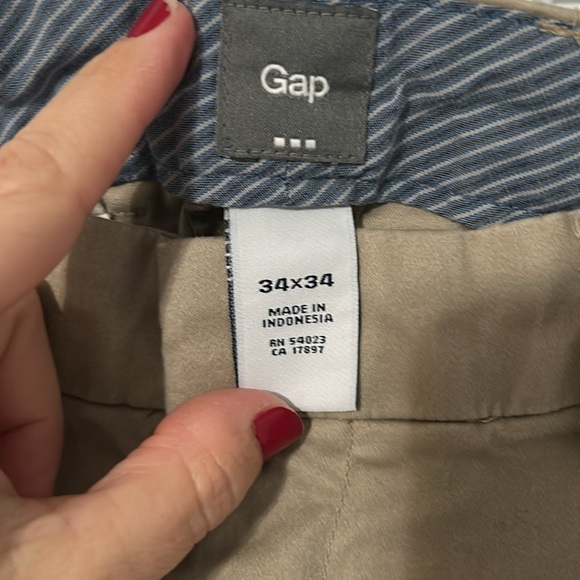 Gap
34x34
MADE IN
INDONESIA
RN 54023
CA 17897